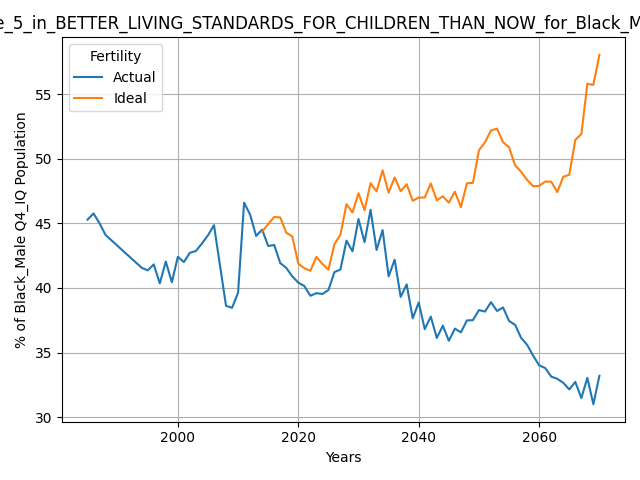 e_5_in_BETTER_LIVING_STANDARDS_FOR_CHILDREN_THAN_NOW_for_Black_M
Fertility
Actual
Ideal
55
50
45
40
35
30
% of Black_Male Q4_IQ Population
2000
2020
2040
2060
Years